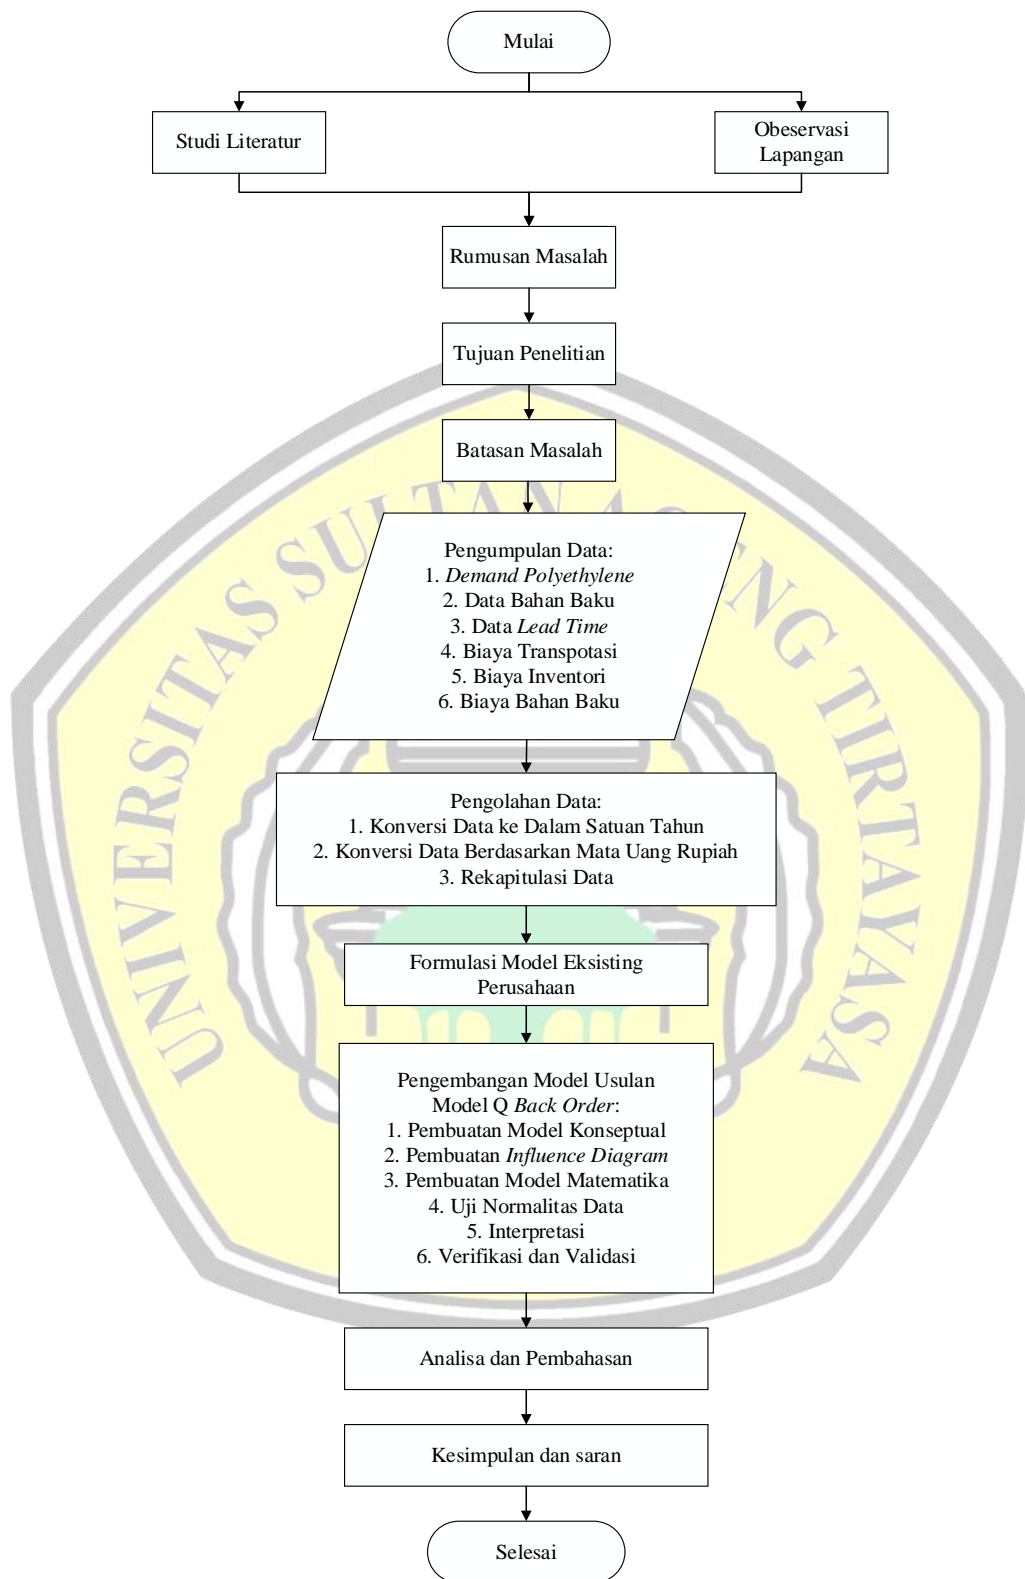 Mulai
Studi Literatur
Obeservasi
Lapangan
Rumusan Masalah
Tujuan Penelitian
Batasan Masalah
Pengumpulan Data:
1. Demand Polyethylene
2. Data Bahan Baku
3. Data Lead Time
4. Biaya Transpotasi
5. Biaya Inventori
6. Biaya Bahan Baku
Pengolahan Data:
1. Konversi Data ke Dalam Satuan Tahun
2. Konversi Data Berdasarkan Mata Uang Rupiah
3. Rekapitulasi Data
Formulasi Model Eksisting
Perusahaan
Pengembangan Model Usulan
Model Q Back Order:
1. Pembuatan Model Konseptual
2. Pembuatan Influence Diagram
3. Pembuatan Model Matematika
4. Uji Normalitas Data
5. Interpretasi
6. Verifikasi dan Validasi
Analisa dan Pembahasan
Kesimpulan dan saran
Selesai
UNIVERSITAS SULTAN AGENG TIRTAYASA